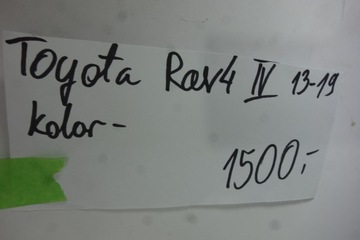 Toyota Rav4 IV 13-19
kolor-
1500,-